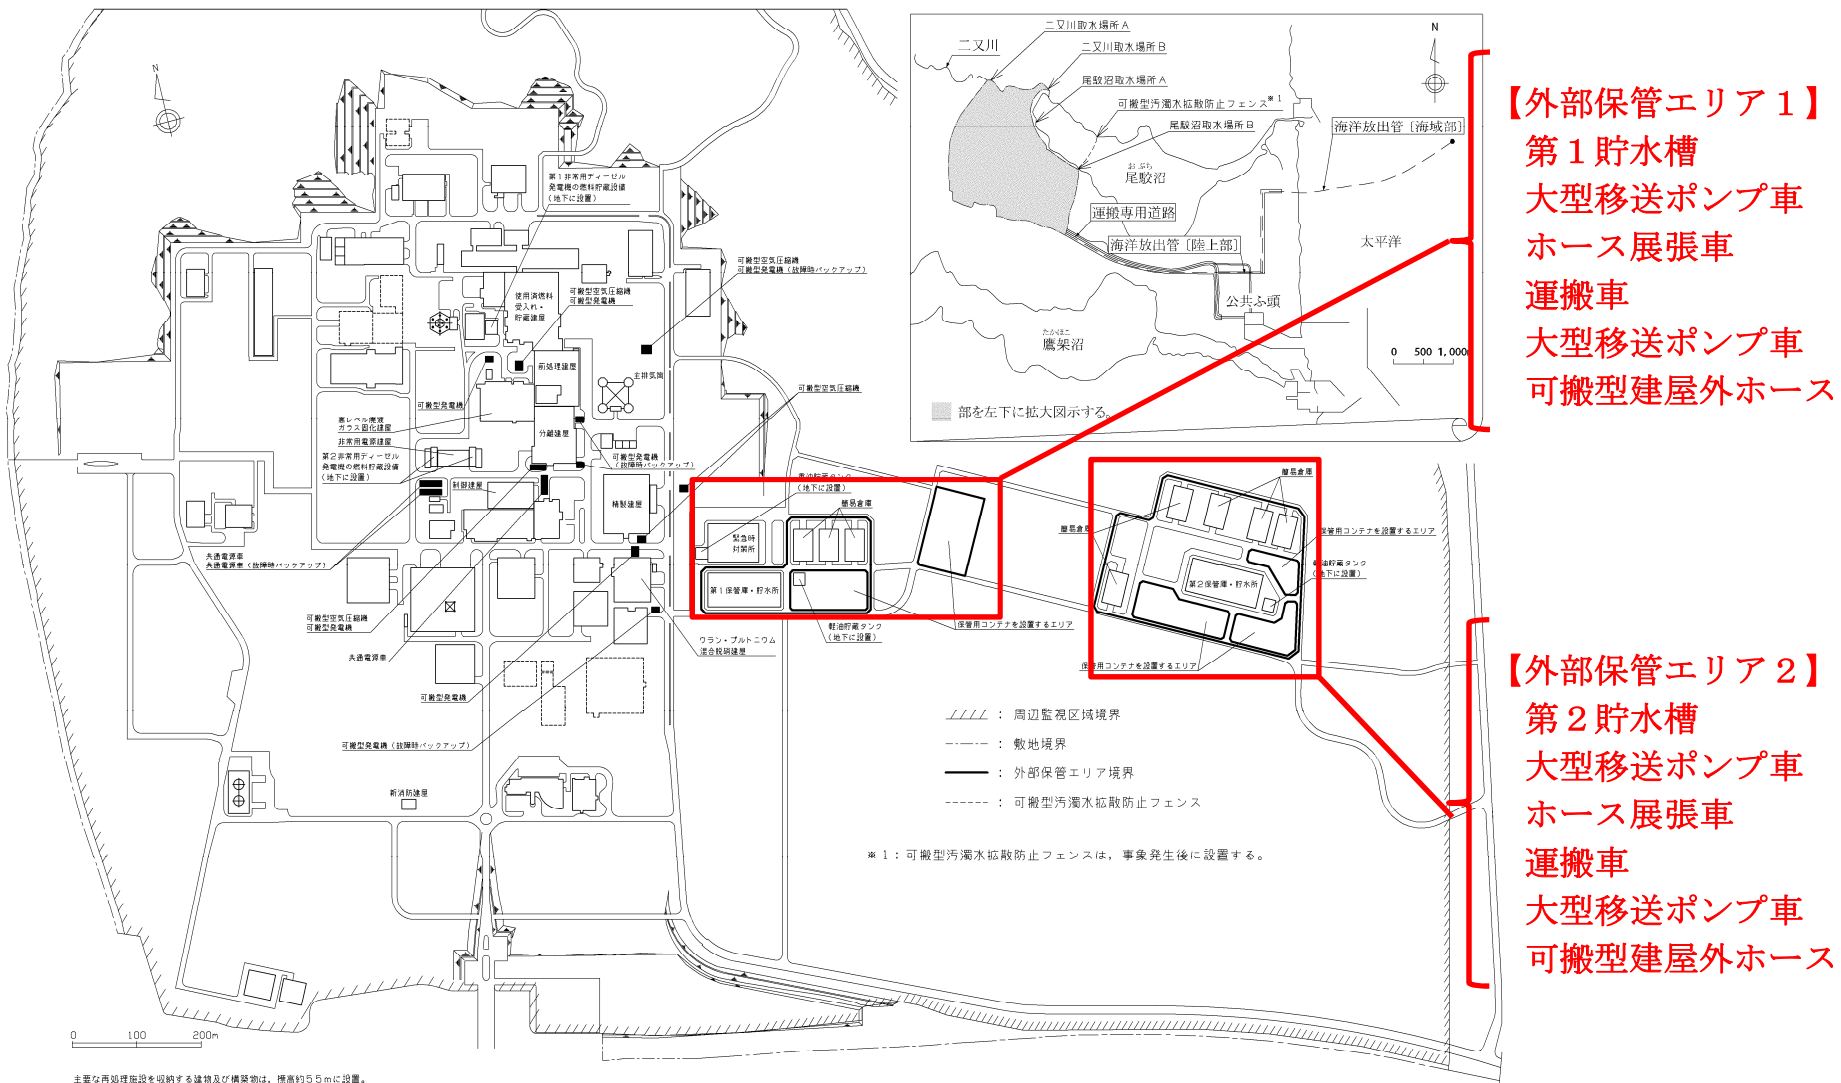 N
第1非常用ディーゼル
発電機の燃料貯蔵設備
(地下に設置)
可搬型空気圧縮機
可搬型発電機(故障時バックアップ)
使用済燃料
受入れ・
貯蔵建屋
可搬型空気圧縮機
可搬型発電機
前処理建屋
主排気筒
可搬型空気圧縮機
可搬型発電機
高レベル廃液
ガラス固化建屋
分離建屋
非常用電源建屋
第2非常用ディーゼル
発電機の燃料貯蔵設備
(地下に設置)
可搬型発電機
(故障時バックアップ)
制御建屋
精製建屋
重油貯蔵タンク
(地下に設置)
簡易倉庫
緊急時
対策所
第1保管庫・貯水所
軽油貯蔵タンク
(地下に設置)
保管用コンテナを設置するエリア
共通電源車
共通電源車(故障時バックアップ)
可搬型空気圧縮機
可搬型発電機
共通電源車
ウラン・プルトニウム
混合脱硝建屋
可搬型発電機
可搬型発電機(故障時バックアップ)
新消防建屋
簡易倉庫
簡易倉庫
保管用コンテナを設置するエリア
軽油貯蔵タンク
(地下に設置)
第2保管庫・貯水所
保管用コンテナを設置するエリア
二又川取水場所A
二又川
二又川取水場所B
尾駮沼取水場所A
可搬型汚濁水拡散防止フェンス※1
尾駮沼取水場所B
N
海洋放出管〔海域部〕
おぶち
尾駮沼
運搬専用道路
海洋放出管〔陸上部〕
太平洋
公共ふ頭
たかほこ
鷹架沼
0 500 1,000
部を左下に拡大図示する。
:周辺監視区域境界
:敷地境界
:外部保管エリア境界
:可搬型汚濁水拡散防止フェンス
※1:可搬型汚濁水拡散防止フェンスは,事象発生後に設置する。
0 100 200m
主要な再処理施設を収納する建物及び構築物は,標高約55mに設置。
【外部保管エリア1】
第1貯水槽
大型移送ポンプ車
ホース展張車
運搬車
大型移送ポンプ車
可搬型建屋外ホース
【外部保管エリア2】
第2貯水槽
大型移送ポンプ車
ホース展張車
運搬車
大型移送ポンプ車
可搬型建屋外ホース